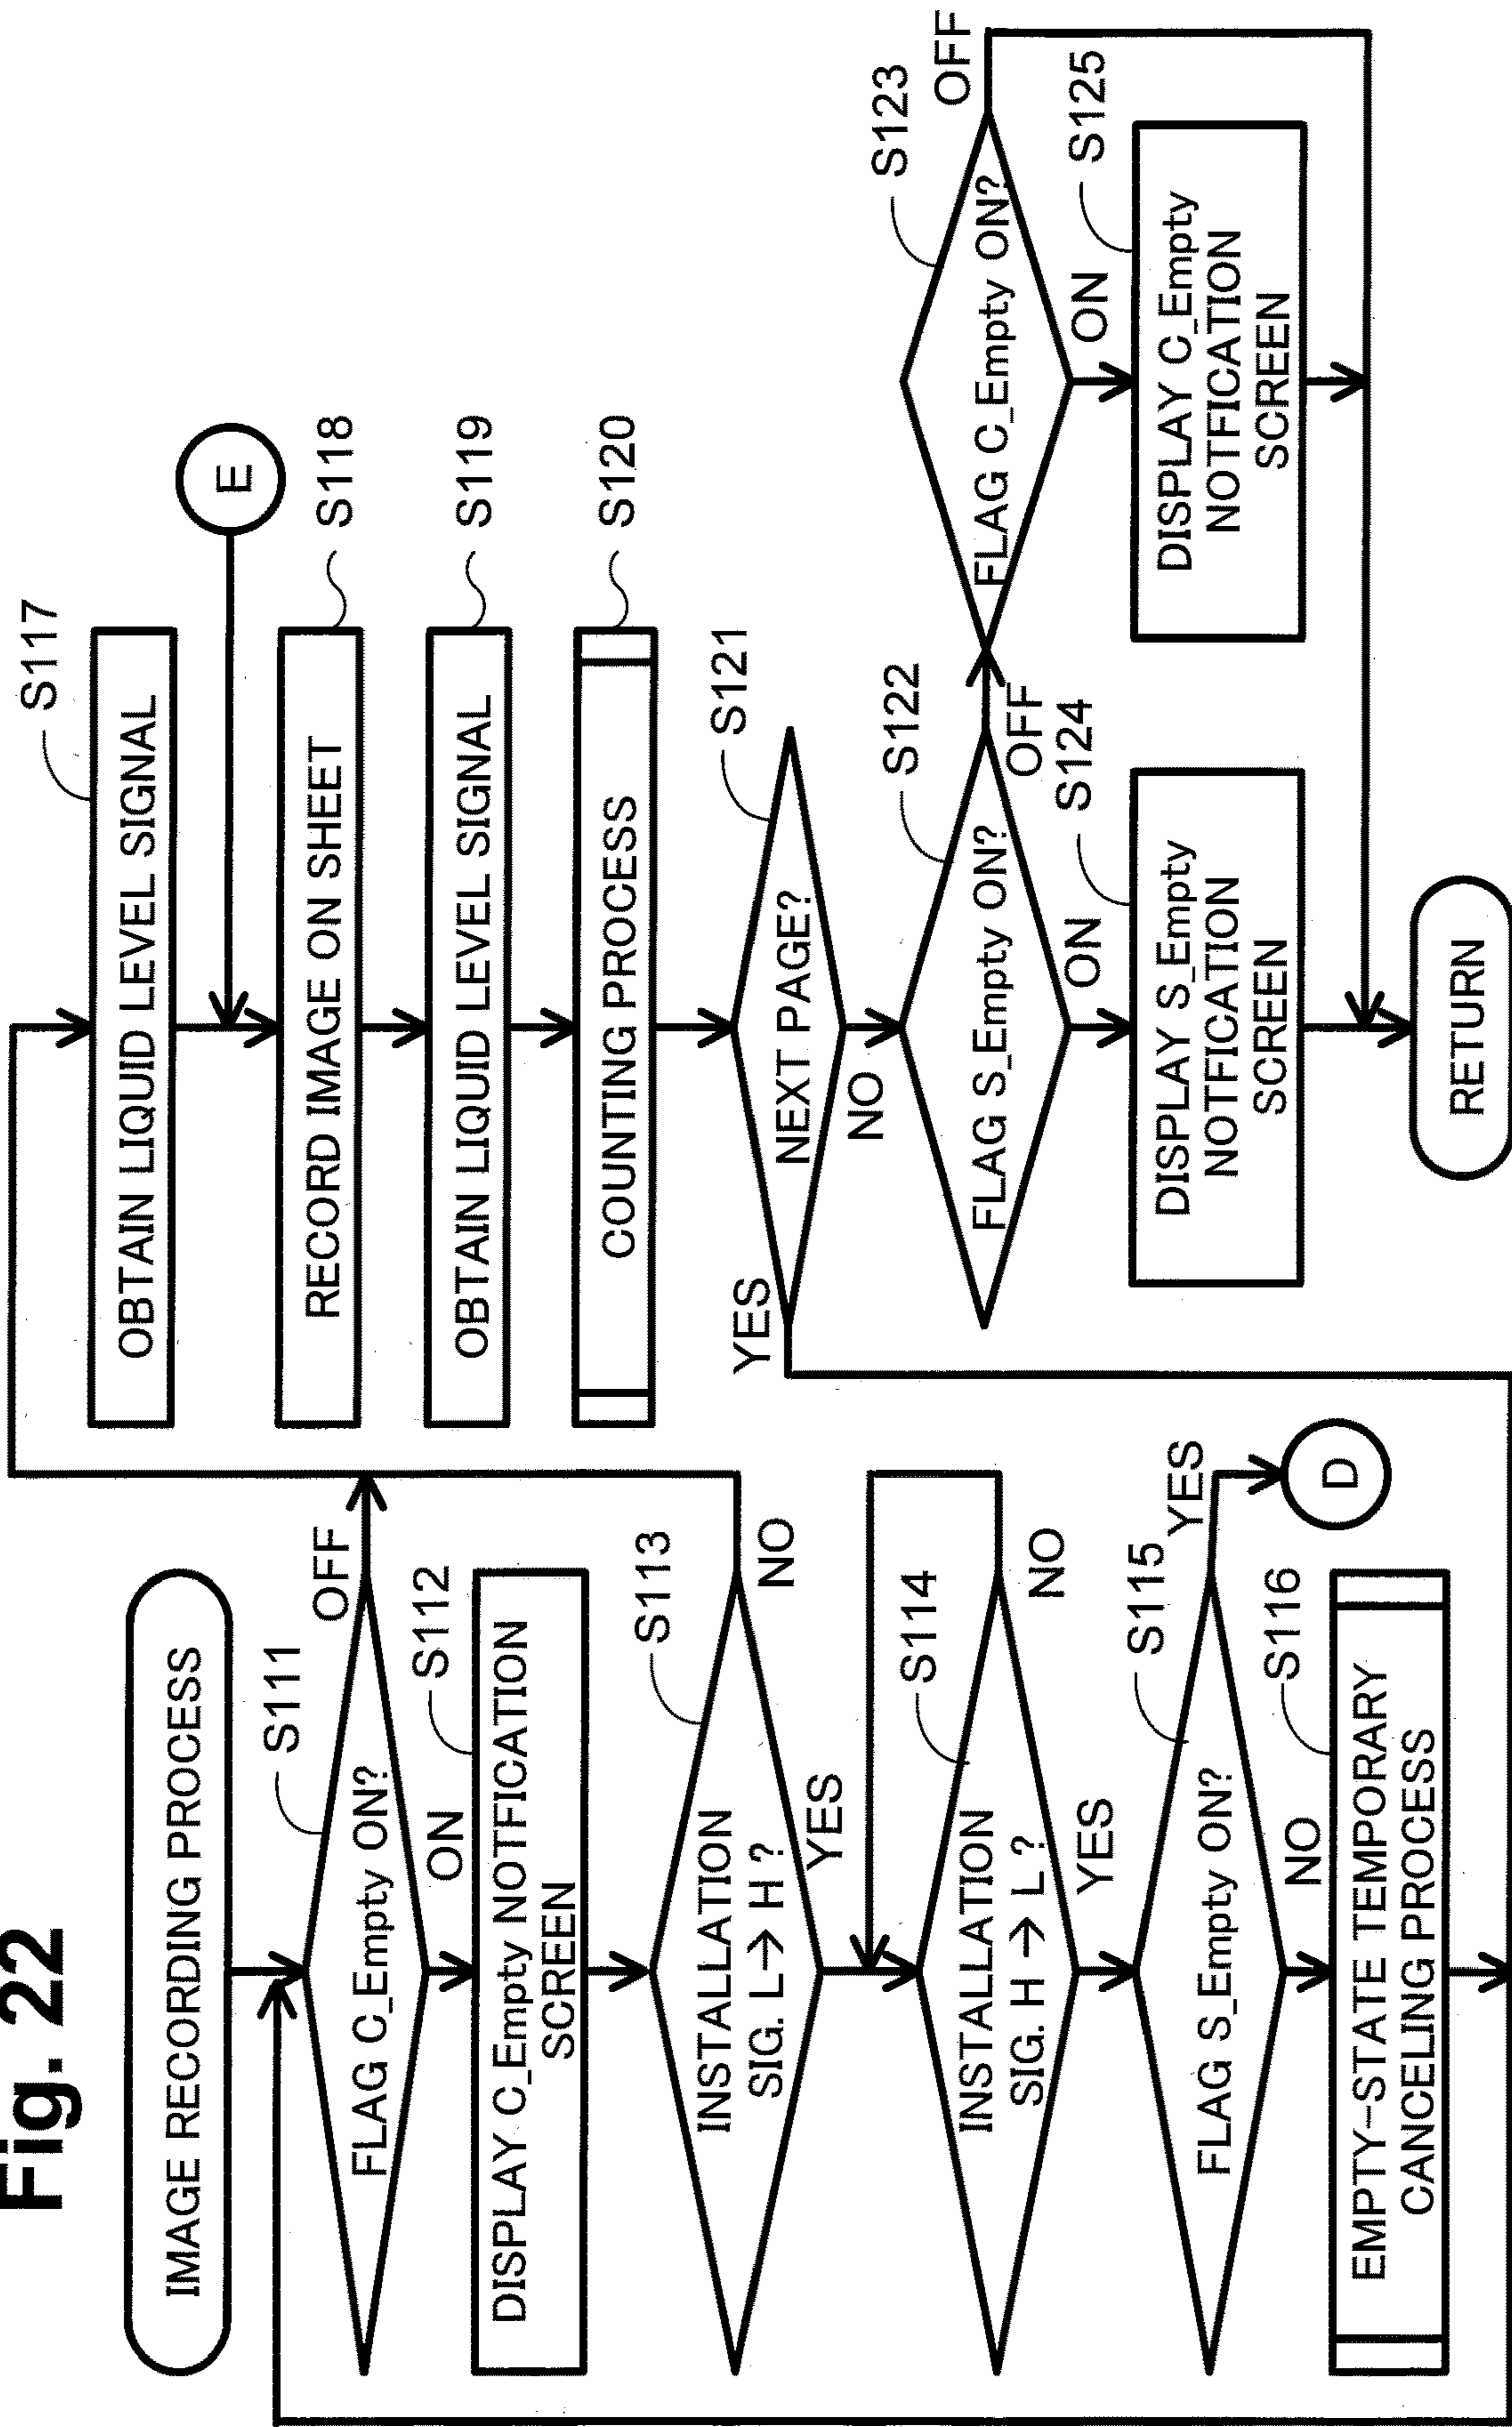 Fig. 22
IMAGE RECORDING PROCESS
S111
FLAG C_Empty ON?
OFF
ON
S112
DISPLAY C_Empty NOTFICATION
SCREEN
S113
INSTALLATION
SIG. L→ H ?
NO
YES
S114
INSTALLATION
SIG. H → L ?
NO
YES
S115
FLAG S_Empty ON?
YES
D
NO
S116
EMPTY-STATE TEMPORARY
CANCELING PROCESS
S117
OBTAIN LIQUID LEVEL SIGNAL
E
S118
RECORD IMAGE ON SHEET
S119
OBTAIN LIQUID LEVEL SIGNAL
S120
COUNTING PROCESS
S121
NEXT PAGE?
YES
NO
S122
FLAG S_Empty ON?
OFF
ON
S123
FLAG C_Empty ON?
OFF
ON
S124
DISPLAY S_Empty
NOTFICATION
SCREEN
S125
DISPLAY C_Empty
NOTFICATION
SCREEN
RETURN